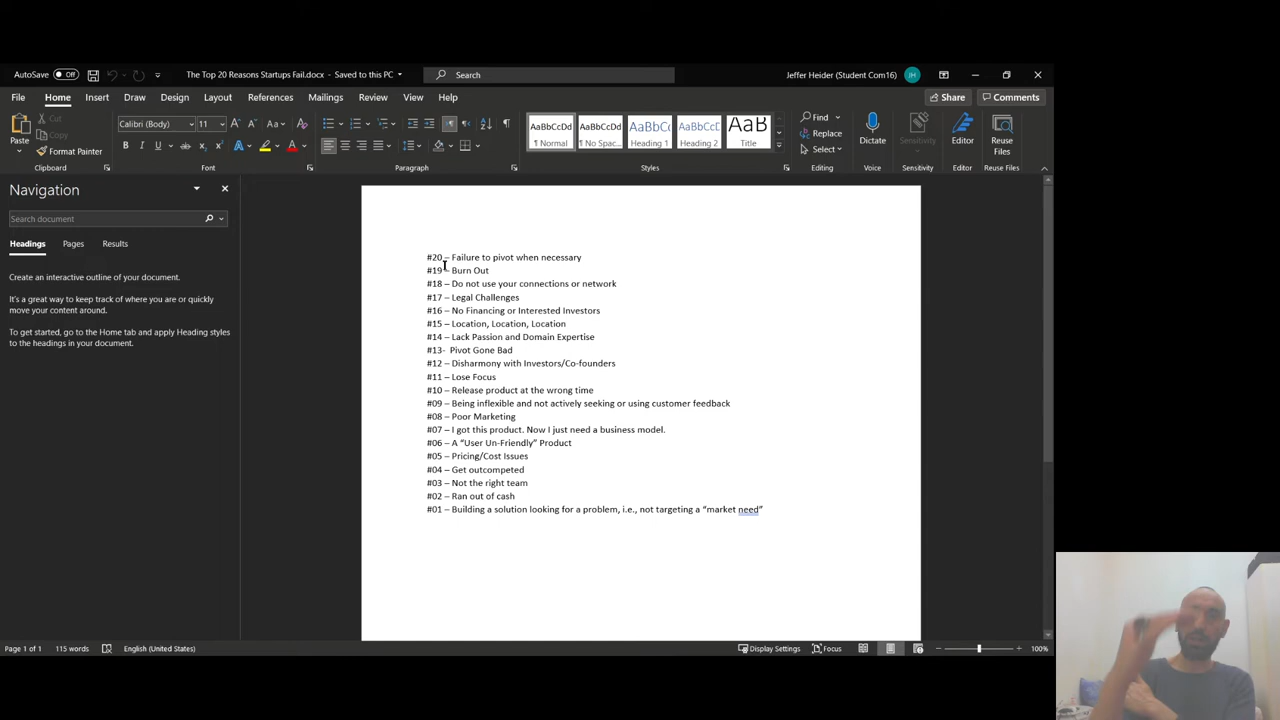 AutoSave Off The Top 20 Reasons Startups Fail.docx - Saved to this PC Search Jeffer Heider (Student Com16) JH
File Home Insert Draw Design Layout References Mailings Review View Help Share Comments
Paste Cut Copy Format Painter Clipboard
Calibri (Body) 11 Font
Paragraph
AaBbCcDd ¶ Normal AaBbCcDd ¶ No Spac... AaBbCc Heading 1 AaBbCcD Heading 2 AaB Title Styles
Find Replace Select Editing
Dictate Voice
Sensitivity Sensitivity
Editor Editor
Reuse Files Reuse Files
Navigation
Search document
Headings Pages Results
Create an interactive outline of your document.
It's a great way to keep track of where you are or quickly
move your content around.
To get started, go to the Home tab and apply Heading styles
to the headings in your document.
#20 – Failure to pivot when necessary
#19 – Burn Out
#18 – Do not use your connections or network
#17 – Legal Challenges
#16 – No Financing or Interested Investors
#15 – Location, Location, Location
#14 – Lack Passion and Domain Expertise
#13- Pivot Gone Bad
#12 – Disharmony with Investors/Co-founders
#11 – Lose Focus
#10 – Release product at the wrong time
#09 – Being inflexible and not actively seeking or using customer feedback
#08 – Poor Marketing
#07 – I got this product. Now I just need a business model.
#06 – A “User Un-Friendly” Product
#05 – Pricing/Cost Issues
#04 – Get outcompeted
#03 – Not the right team
#02 – Ran out of cash
#01 – Building a solution looking for a problem, i.e., not targeting a “market need”
Page 1 of 1 115 words English (United States) Display Settings Focus 100%